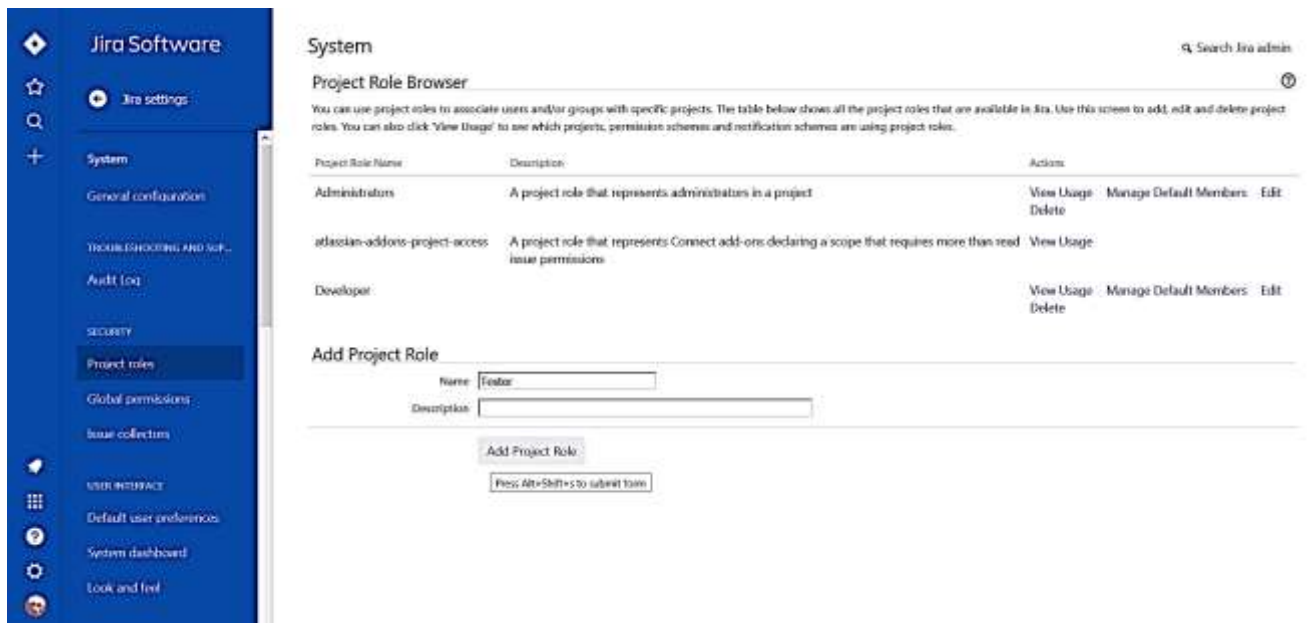 Jira Software
Jira settings
System
General configuration
TROUBLESHOOTING AND SUP...
Audit Log
SECURITY
Project roles
Global permissions
Issue collectors
USER INTERFACE
Default user preferences
System dashboard
Look and feel
System
Search Jira admin
Project Role Browser
You can use project roles to associate users and/or groups with specific projects. The table below shows all the project roles that are available in Jira. Use this screen to add, edit and delete project
roles. You can also click 'View Usage' to see which projects, permission schemes and notification schemes are using project roles.
Project Role Name Description Actions
Administrators A project role that represents administrators in a project View Usage Manage Default Members Edit
Delete
atlassian-addons-project-access A project role that represents Connect add-ons declaring a scope that requires more than read View Usage
issue permissions
Developer View Usage Manage Default Members Edit
Delete
Add Project Role
Name
Description
Add Project Role
Press Alt+Shift+s to submit form